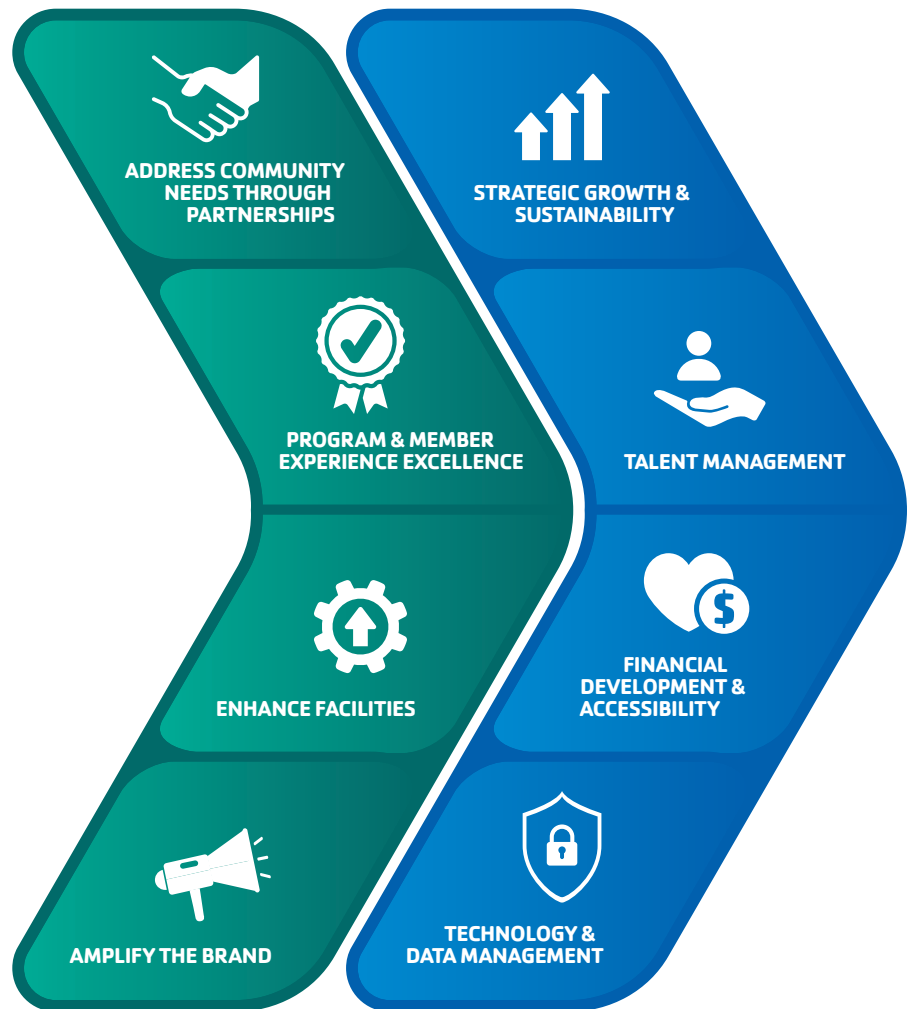 ADDRESS COMMUNITY
NEEDS THROUGH
PARTNERSHIPS
PROGRAM & MEMBER
EXPERIENCE EXCELLENCE
ENHANCE FACILITIES
AMPLIFY THE BRAND
STRATEGIC GROWTH &
SUSTAINABILITY
TALENT MANAGEMENT
$
FINANCIAL
DEVELOPMENT &
ACCESSIBILITY
TECHNOLOGY &
DATA MANAGEMENT